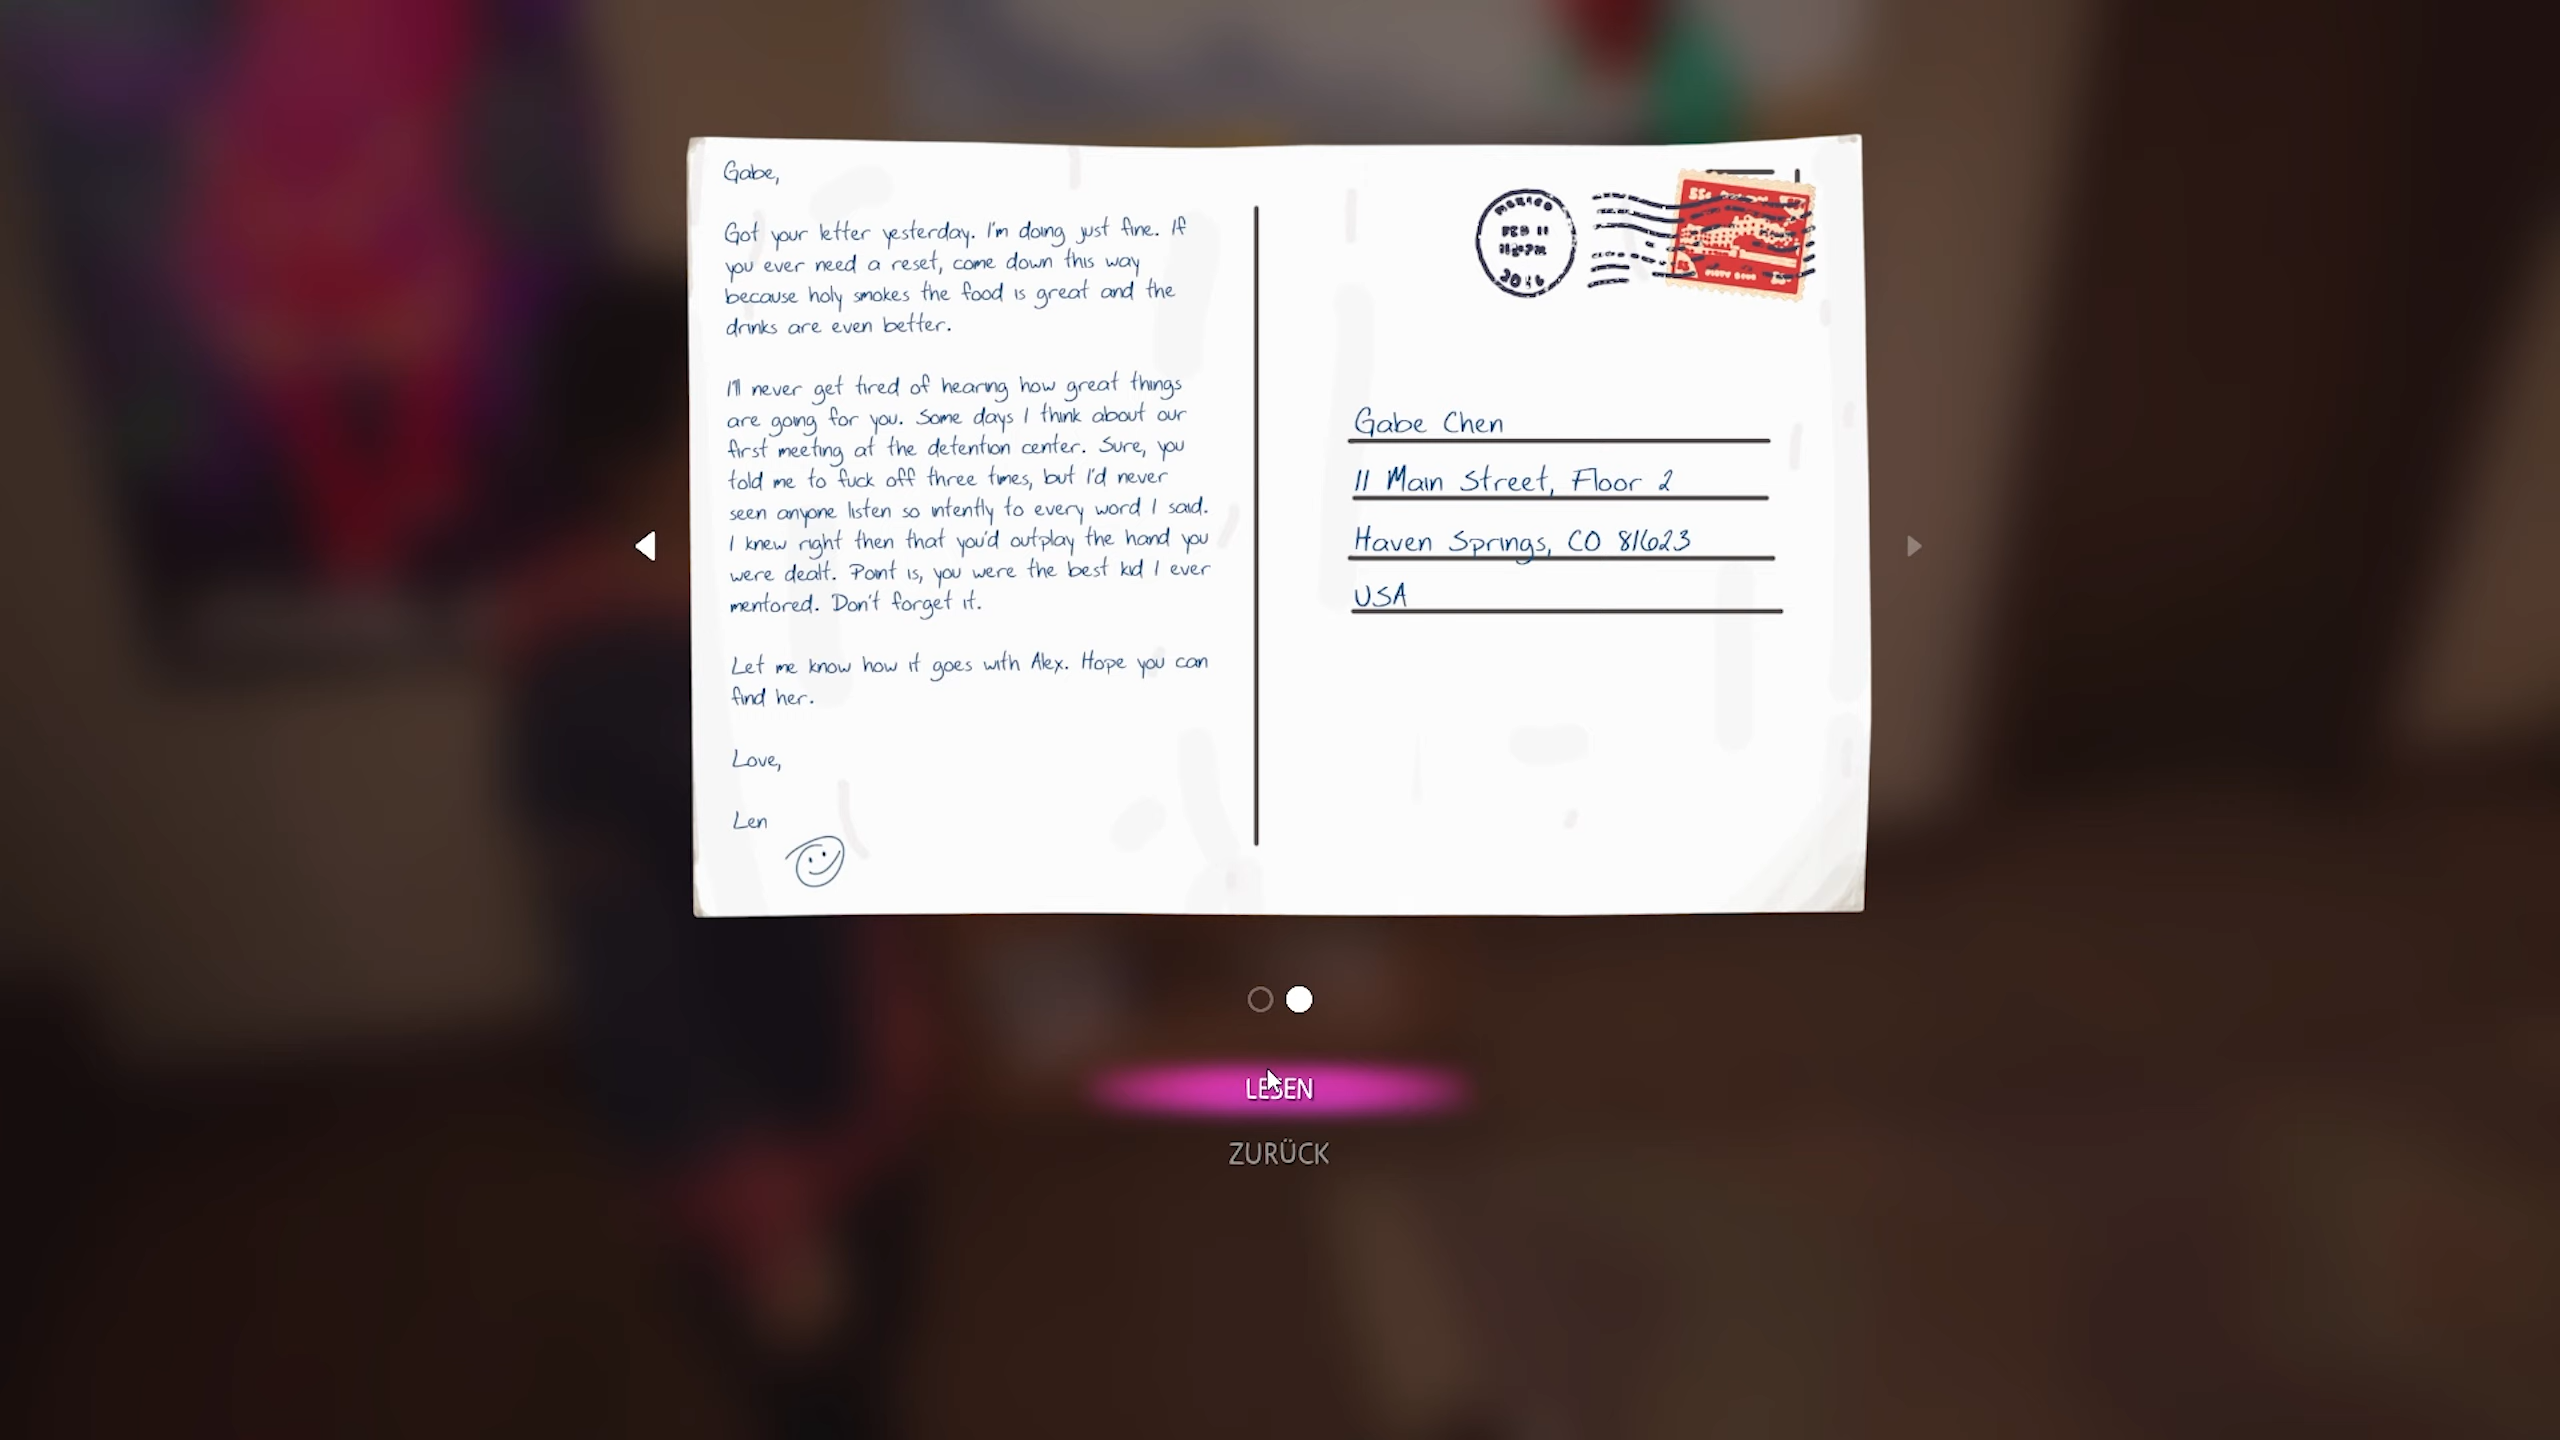 Gabe,
Got your letter yesterday. I'm doing just fine. If
you ever need a reset, come down this way
because holy smokes the food is great and the
drinks are even better.
I'll never get tired of hearing how great things
are going for you. Some days I think about our
first meeting at the detention center. Sure, you
told me to fuck off three times, but I'd never
seen anyone listen so intently to every word I said.
I knew right then that you'd outplay the hand you
were dealt. Point is, you were the best kid I ever
mentored. Don't forget it.
Let me know how it goes with Alex. Hope you can
find her.
Love,
Len
MEXICO
FEB 11
55¢
Gabe Chen
11 Main Street, Floor 2
Haven Springs, CO 81623
USA
LESEN
ZURÜCK